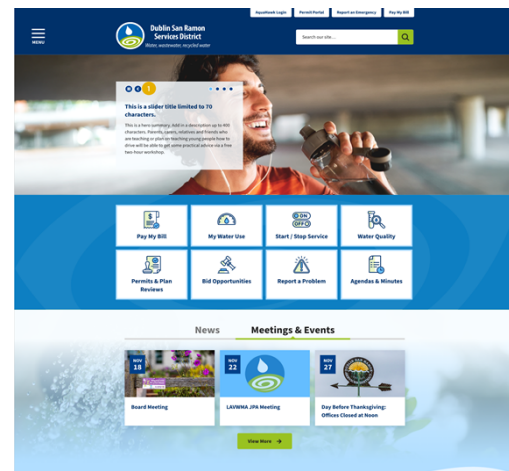 AquaHawk Login Permit Portal Report an Emergency Pay My Bill
MENU
Dublin San Ramon
Services District
Water, wastewater, recycled water
Search our site...
1
This is a slider title limited to 70
characters.
This is a hero summary. Add in a description up to 400
characters. Parents, carers, relatives and friends who
are teaching or plan on teaching young people how to
drive will be able to get some practical advice via a free
two-hour workshop.
Pay My Bill
My Water Use
ON
OFF
Start / Stop Service
Water Quality
Permits & Plan
Reviews
Bid Opportunities
Report a Problem
Agendas & Minutes
News Meetings & Events
NOV
18
Board Meeting
NOV
22
LAVWMA JPA Meeting
NOV
27
Day Before Thanksgiving:
Offices Closed at Noon
View More